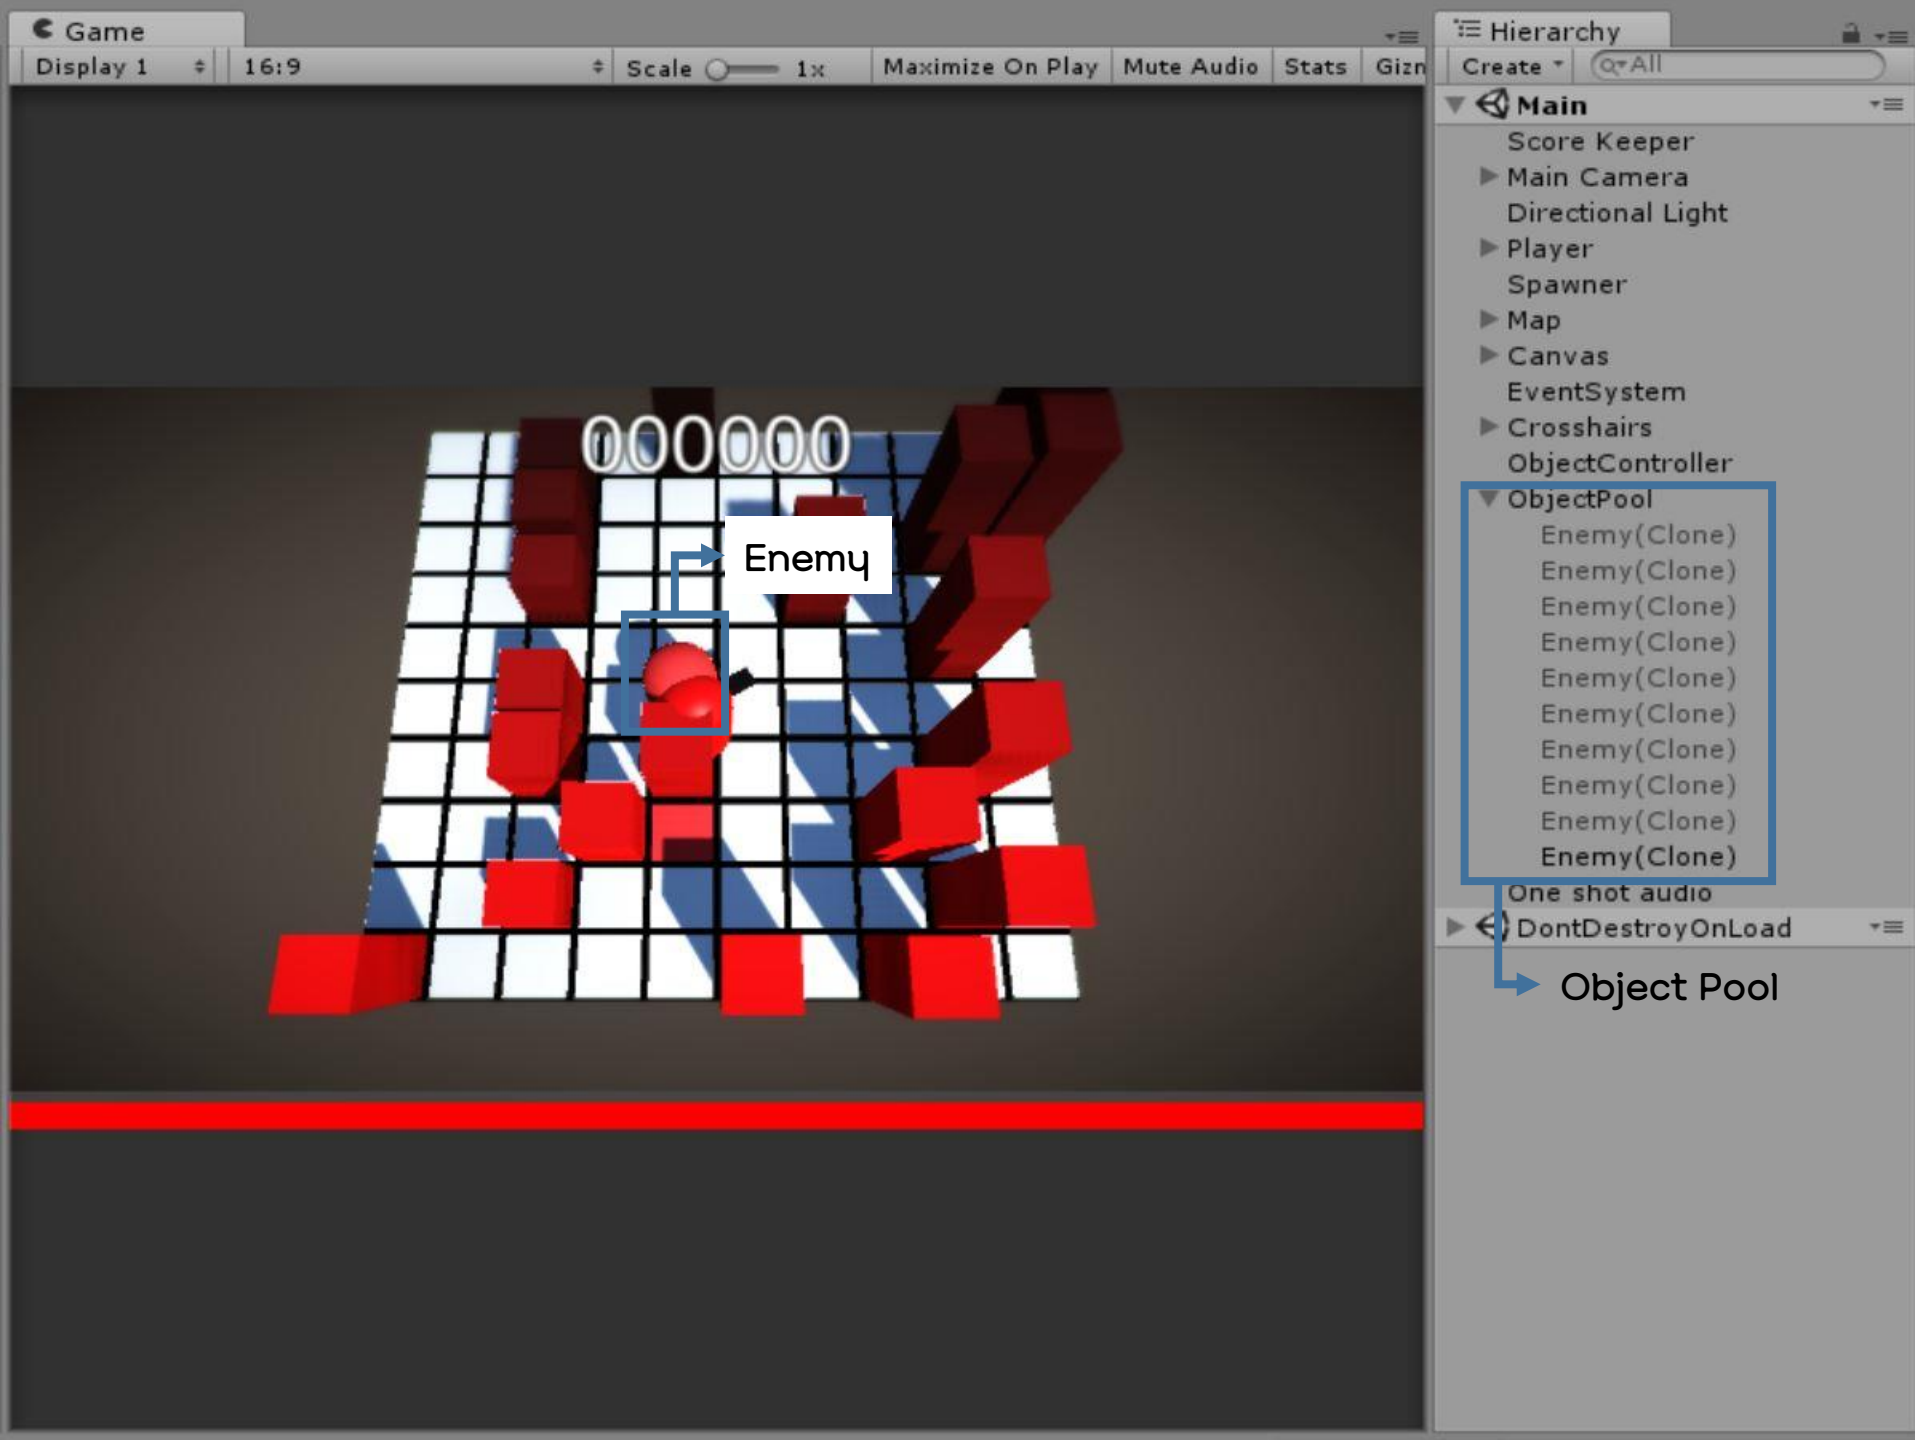 Game
Display 1
16:9
Scale
1x
Maximize On Play
Mute Audio
Stats
Gizn
000000
Enemy
Hierarchy
Create
All
Main
Score Keeper
Main Camera
Directional Light
Player
Spawner
Map
Canvas
EventSystem
Crosshairs
ObjectController
ObjectPool
Enemy(Clone)
Enemy(Clone)
Enemy(Clone)
Enemy(Clone)
Enemy(Clone)
Enemy(Clone)
Enemy(Clone)
Enemy(Clone)
Enemy(Clone)
Enemy(Clone)
One shot audio
DontDestroyOnLoad
Object Pool